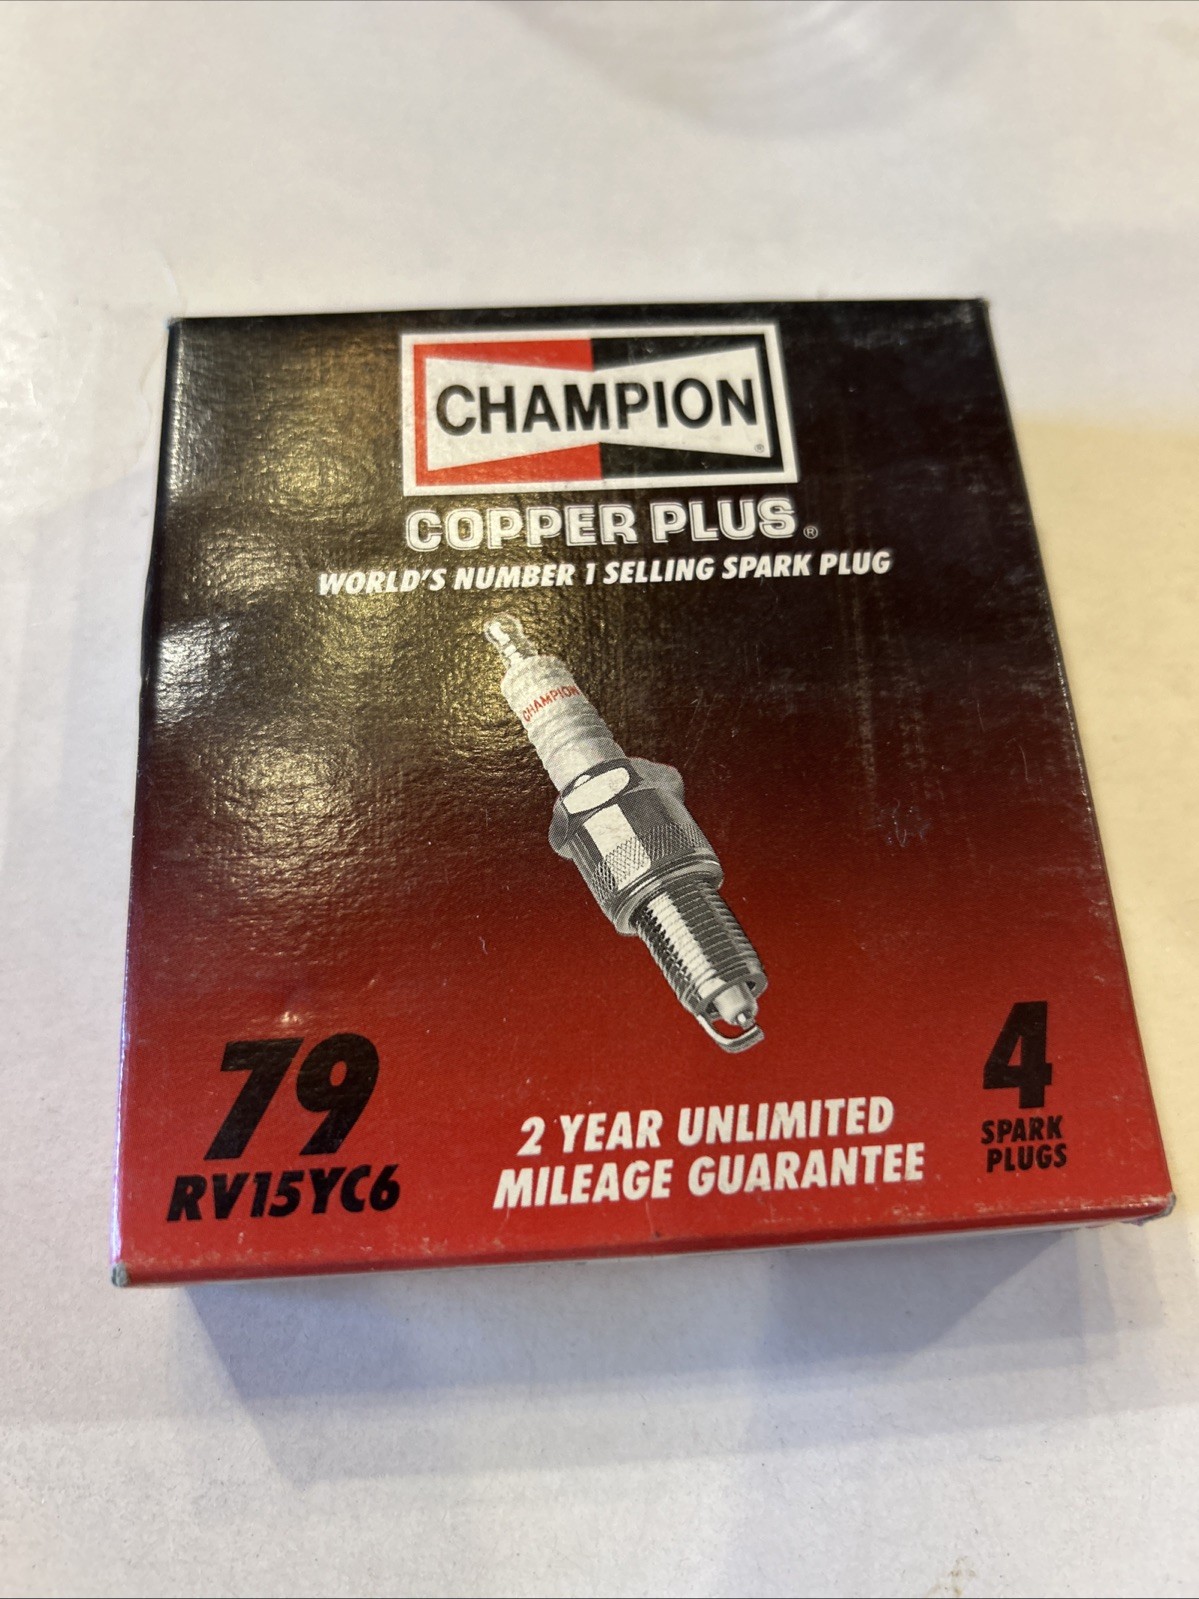 CHAMPION®
COPPER PLUS®
WORLD'S NUMBER 1 SELLING SPARK PLUG
CHAMPION
79
RV15YC6
2 YEAR UNLIMITED
MILEAGE GUARANTEE
4
SPARK
PLUGS